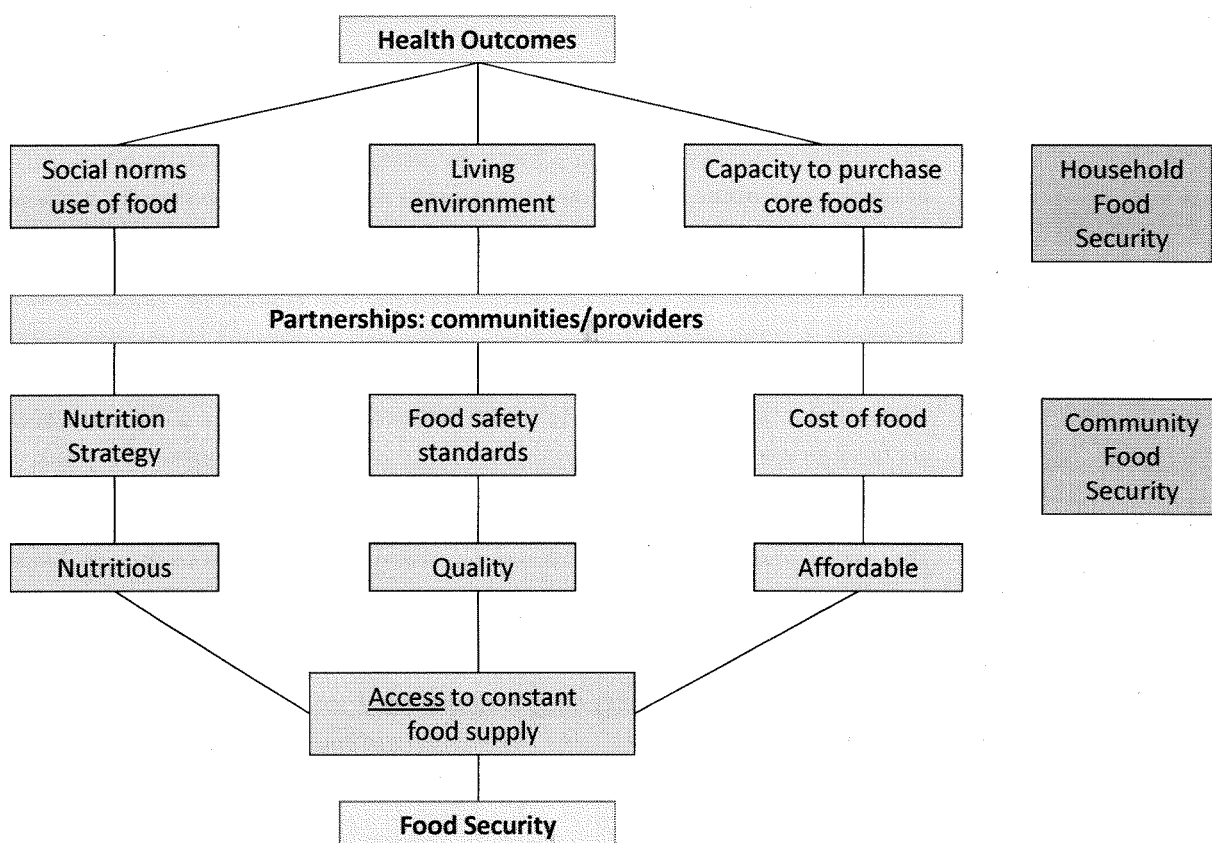 Health Outcomes
Social norms
use of food
Living
environment
Capacity to purchase
core foods
Household
Food
Security
Partnerships: communities/providers
Nutrition
Strategy
Food safety
standards
Cost of food
Community
Food
Security
Nutritious
Quality
Affordable
Access to constant
food supply
Food Security